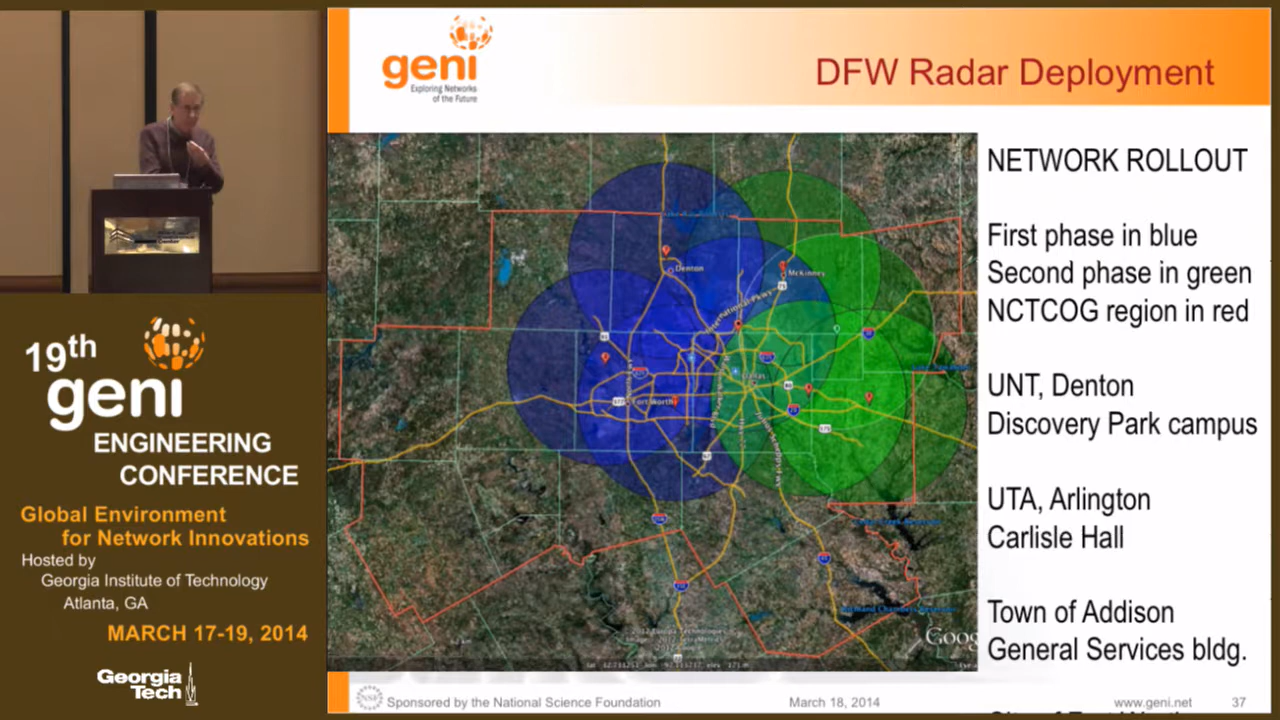 geni
Exploring Networks
of the Future
DFW Radar Deployment
NETWORK ROLLOUT
First phase in blue
Second phase in green
NCTCOG region in red
UNT, Denton
Discovery Park campus
UTA, Arlington
Carlisle Hall
Town of Addison
General Services bldg.
Denton
McKinney
International Pkwy
Dallas
Fort Worth
Goog
19th
geni
ENGINEERING
CONFERENCE
Global Environment
for Network Innovations
Hosted by
Georgia Institute of Technology
Atlanta, GA
MARCH 17-19, 2014
Georgia
Tech
NSF
Sponsored by the National Science Foundation
March 18, 2014
www.geni.net
37